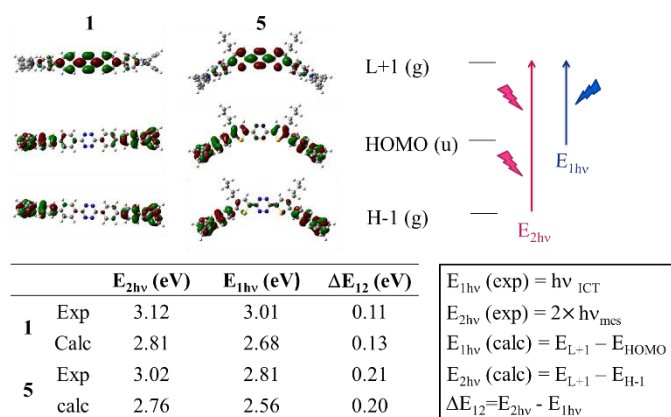 1 5
L+1 (g)
HOMO (u)
H-1 (g)
E1hν
E2hν
E2hν (eV) E1hν (eV) ΔE12 (eV)
1 Exp 3.12 3.01 0.11
Calc 2.81 2.68 0.13
5 Exp 3.02 2.81 0.21
calc 2.76 2.56 0.20
E1hν (exp) = hν ICT
E2hν (exp) = 2× hνmes
E1hν (calc) = EL+1 – EHOMO
E2hν (calc) = EL+1 – EH-1
ΔE12=E2hν - E1hν